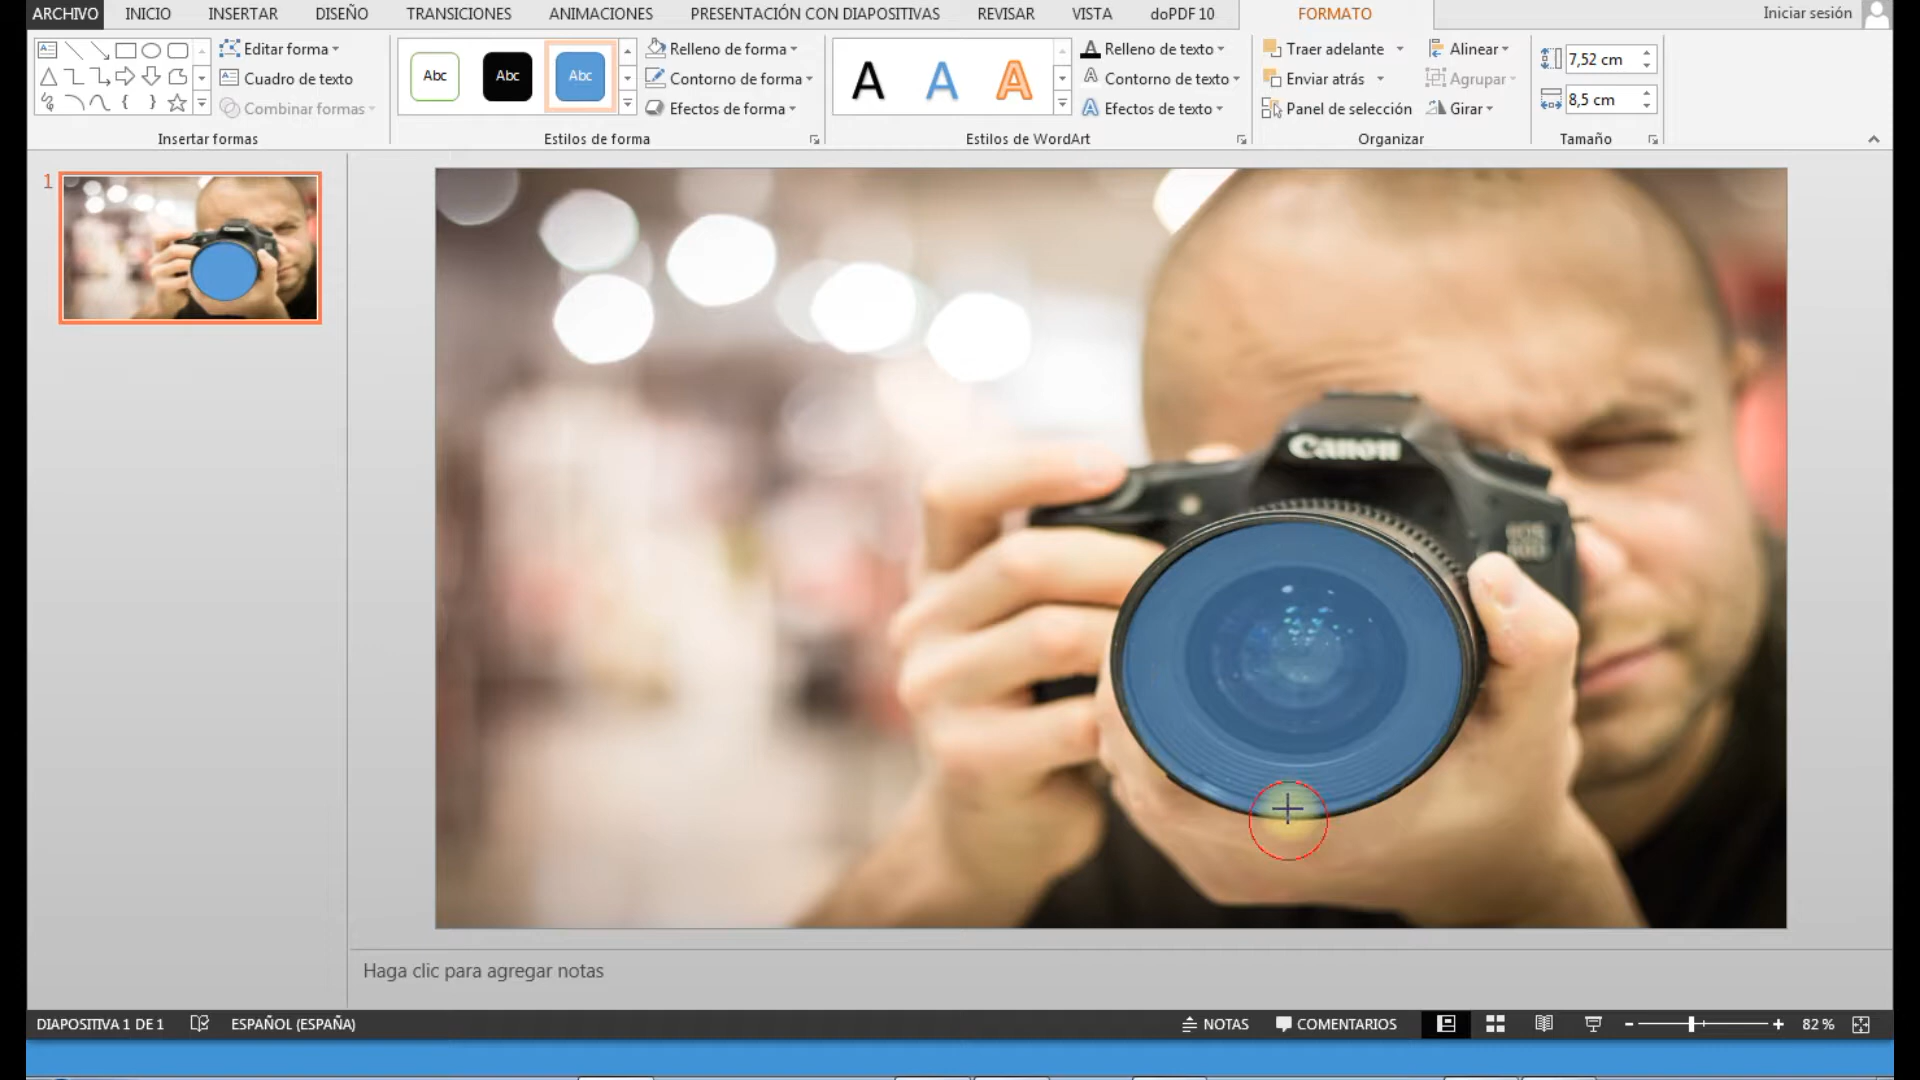 ARCHIVO INICIO INSERTAR DISEÑO TRANSICIONES ANIMACIONES PRESENTACIÓN CON DIAPOSITIVAS REVISAR VISTA doPDF 10 FORMATO Iniciar sesión
Editar forma
Cuadro de texto
Combinar formas
Insertar formas
Abc Abc Abc
Relleno de forma
Contorno de forma
Efectos de forma
Estilos de forma
A A A
Relleno de texto
Contorno de texto
Efectos de texto
Estilos de WordArt
Traer adelante
Enviar atrás
Panel de selección
Alinear
Agrupar
Girar
Organizar
7,52 cm
8,5 cm
Tamaño
1
Canon
EOS
60D
Haga clic para agregar notas
DIAPOSITIVA 1 DE 1 ESPAÑOL (ESPAÑA) NOTAS COMENTARIOS 82 %